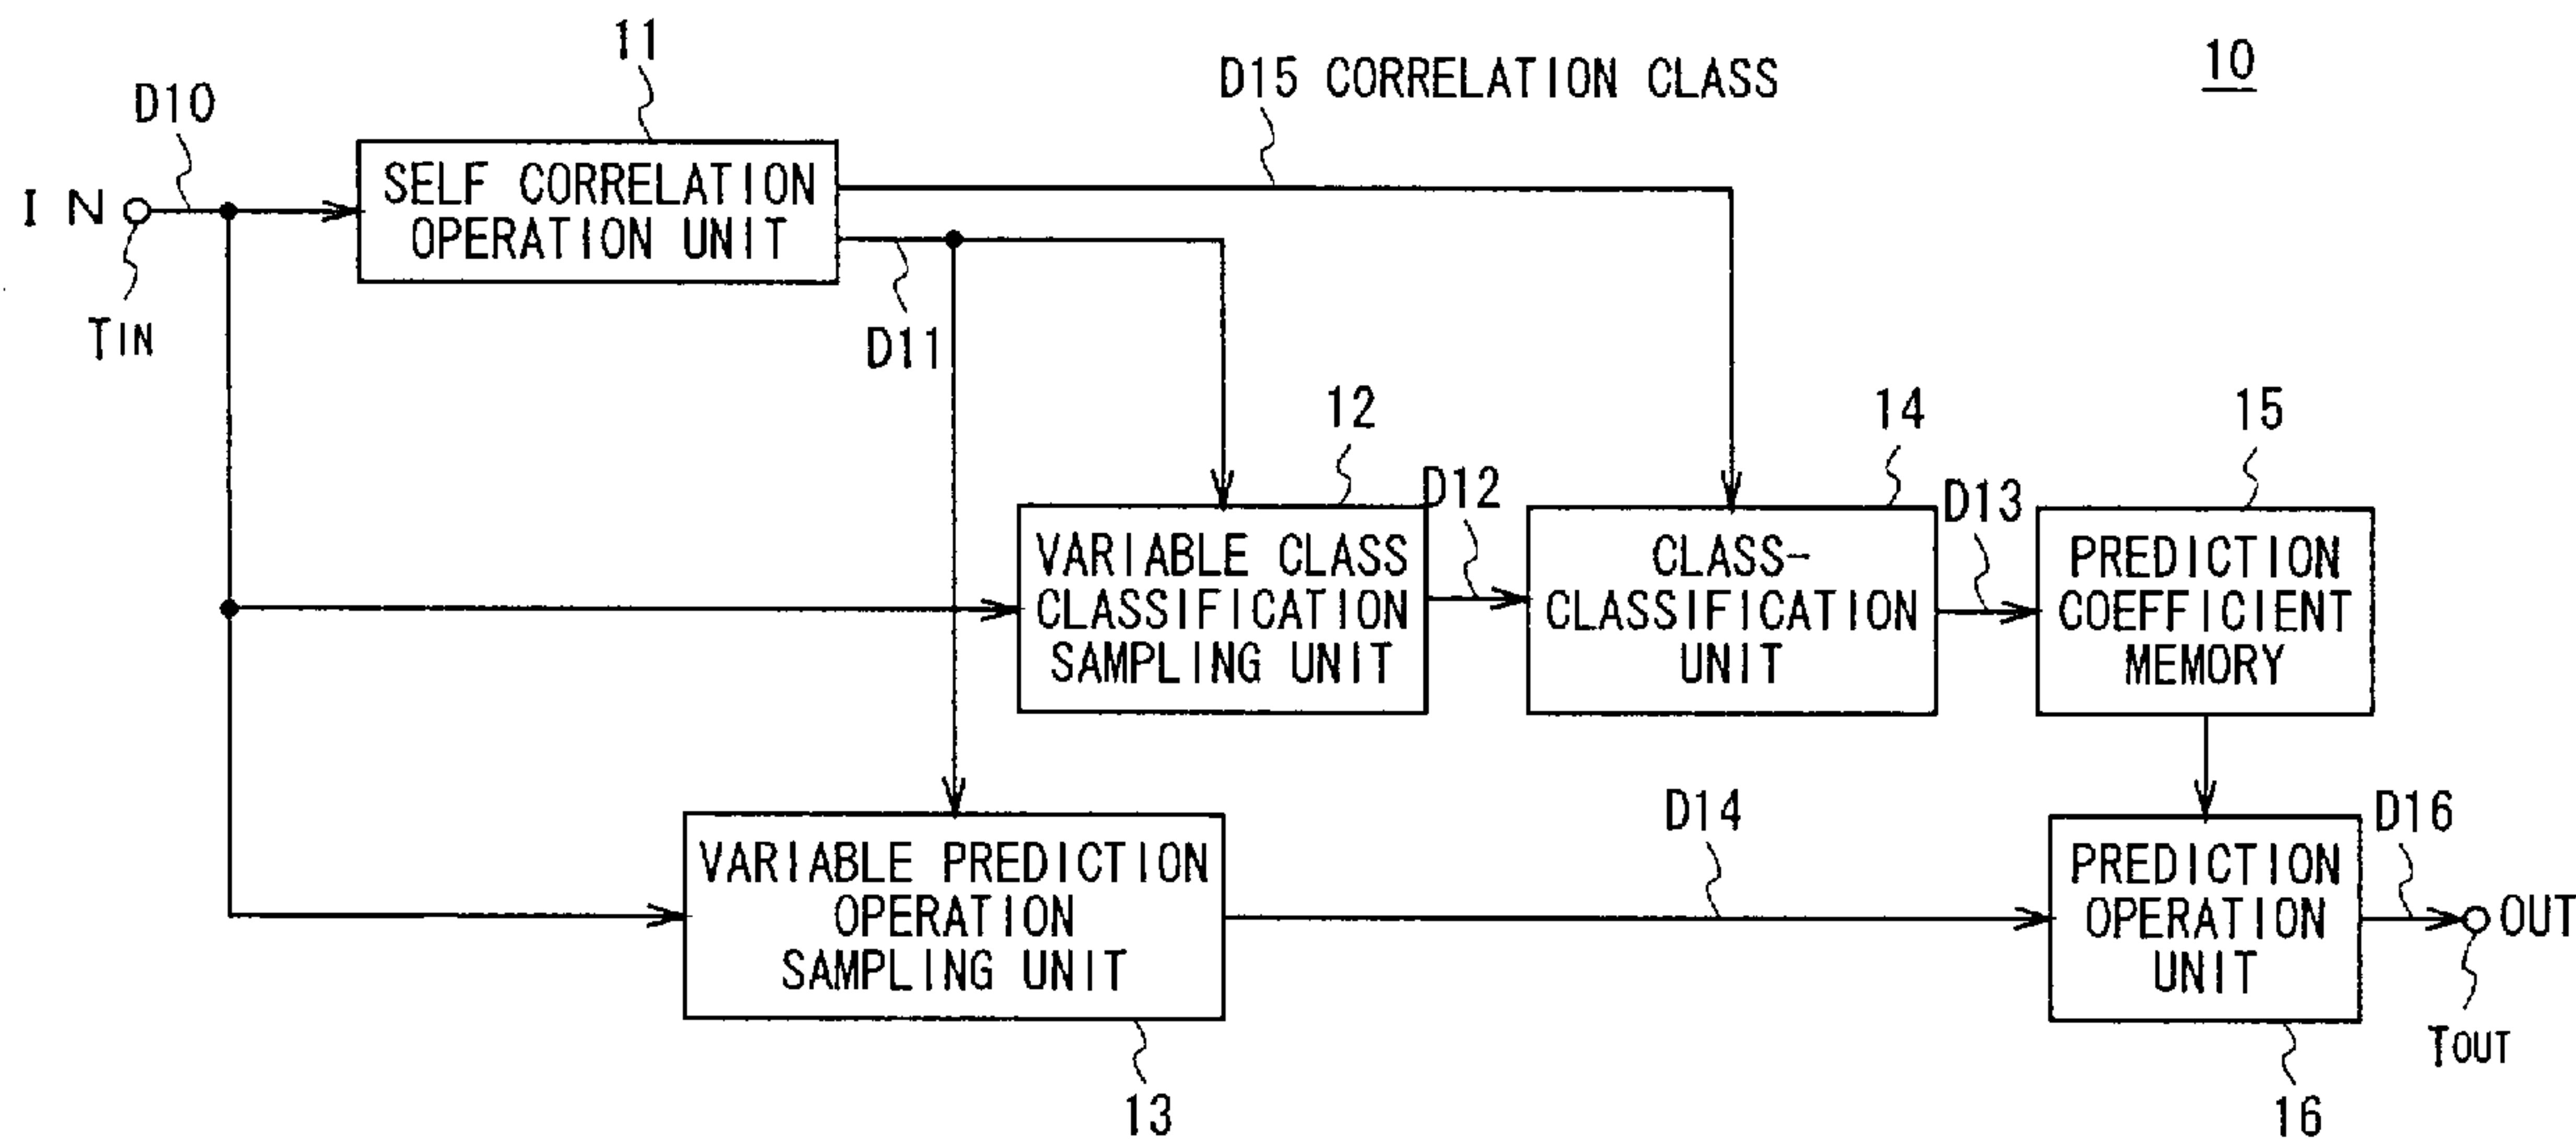 10
11
D15 CORRELATION CLASS
D10
SELF CORRELATION
OPERATION UNIT
IN
TIN
D11
12
14
15
D12
D13
VARIABLE CLASS
CLASSIFICATION
SAMPLING UNIT
CLASS-
CLASSIFICATION
UNIT
PREDICTION
COEFFICIENT
MEMORY
D14
D16
VARIABLE PREDICTION
OPERATION
SAMPLING UNIT
PREDICTION
OPERATION
UNIT
OUT
TOUT
13
16